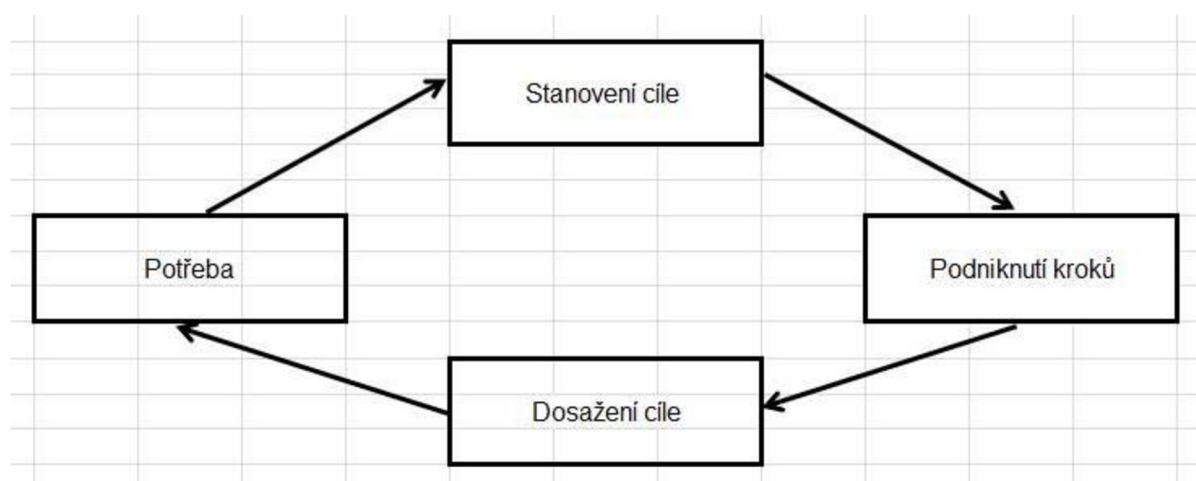 Stanovení cíle
Potřeba
Podniknutí kroků
Dosažení cíle